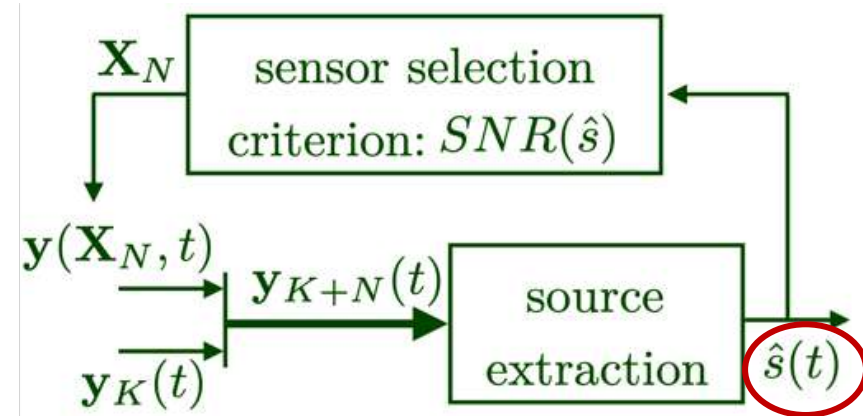 𝐗_N
sensor selection
criterion: SNR(ŝ)
𝐲(𝐗_N, t)
𝐲_{K+N}(t)
𝐲_K(t)
source
extraction
ŝ(t)